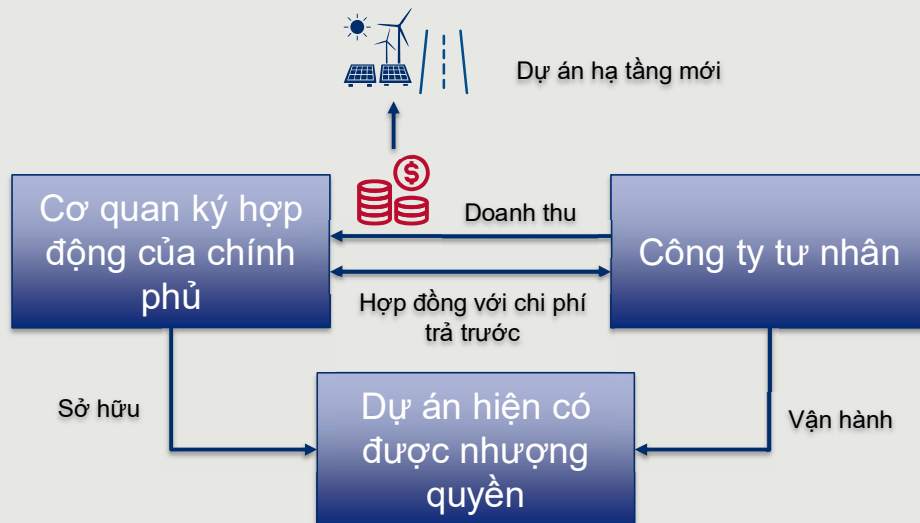 Dự án hạ tầng mới
$
Cơ quan ký hợp
động của chính
phủ
Doanh thu
Công ty tư nhân
Hợp đồng với chi phí
trả trước
Sở hữu
Dự án hiện có
được nhượng
quyền
Vận hành